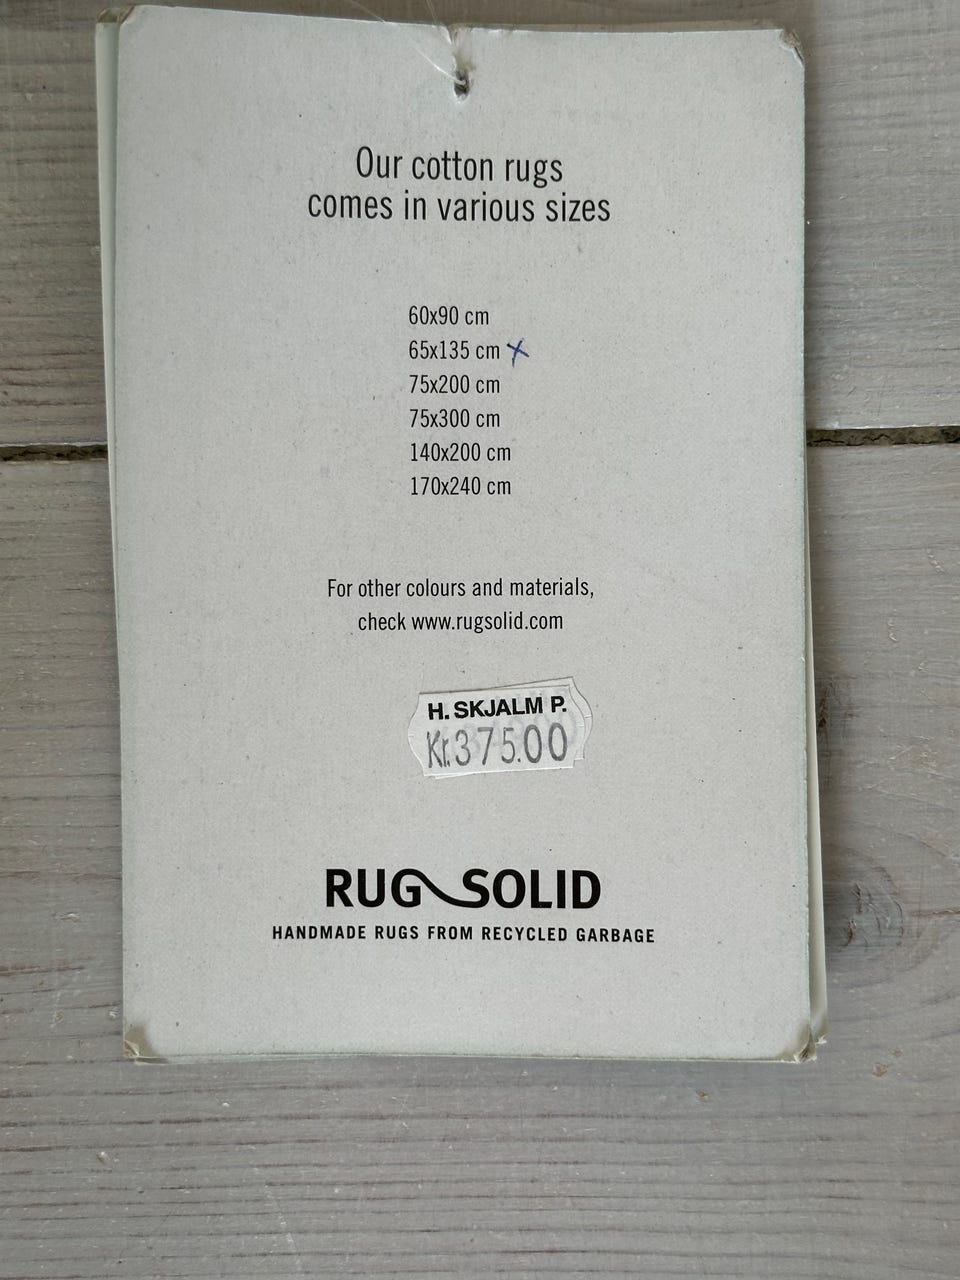 Our cotton rugs
comes in various sizes
60x90 cm
65x135 cm x
75x200 cm
75x300 cm
140x200 cm
170x240 cm
For other colours and materials,
check www.rugsolid.com
H. SKJALM P.
Kr.375.00
RUG SOLID
HANDMADE RUGS FROM RECYCLED GARBAGE